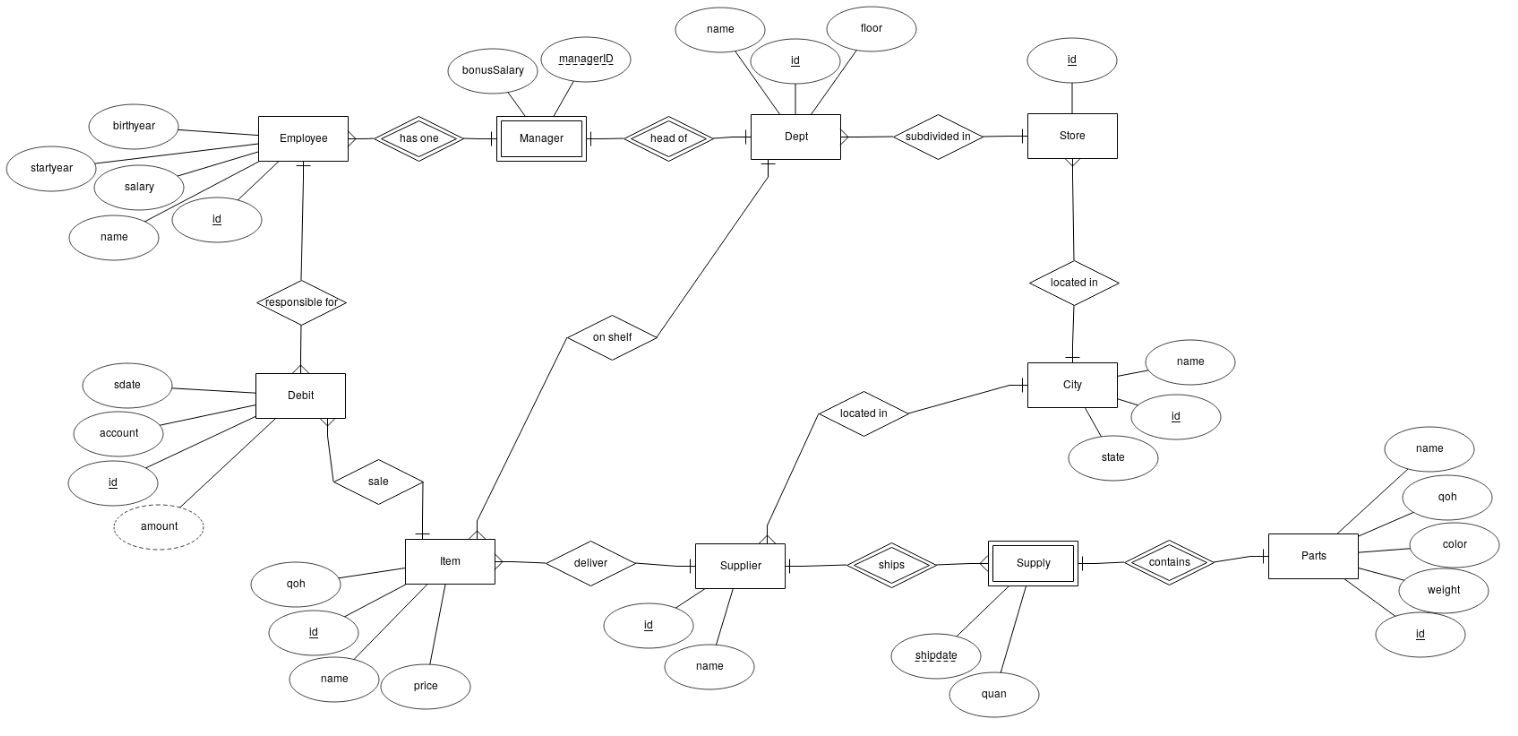 name
floor
id
id
managerID
bonusSalary
birthyear
Employee
has one
Manager
head of
Dept
subdivided in
Store
startyear
salary
id
name
located in
responsible for
on shelf
name
sdate
Debit
located in
City
id
account
state
name
id
sale
qoh
amount
color
Item
deliver
Supplier
ships
Supply
contains
Parts
qoh
weight
id
id
id
shipdate
name
name
price
quan